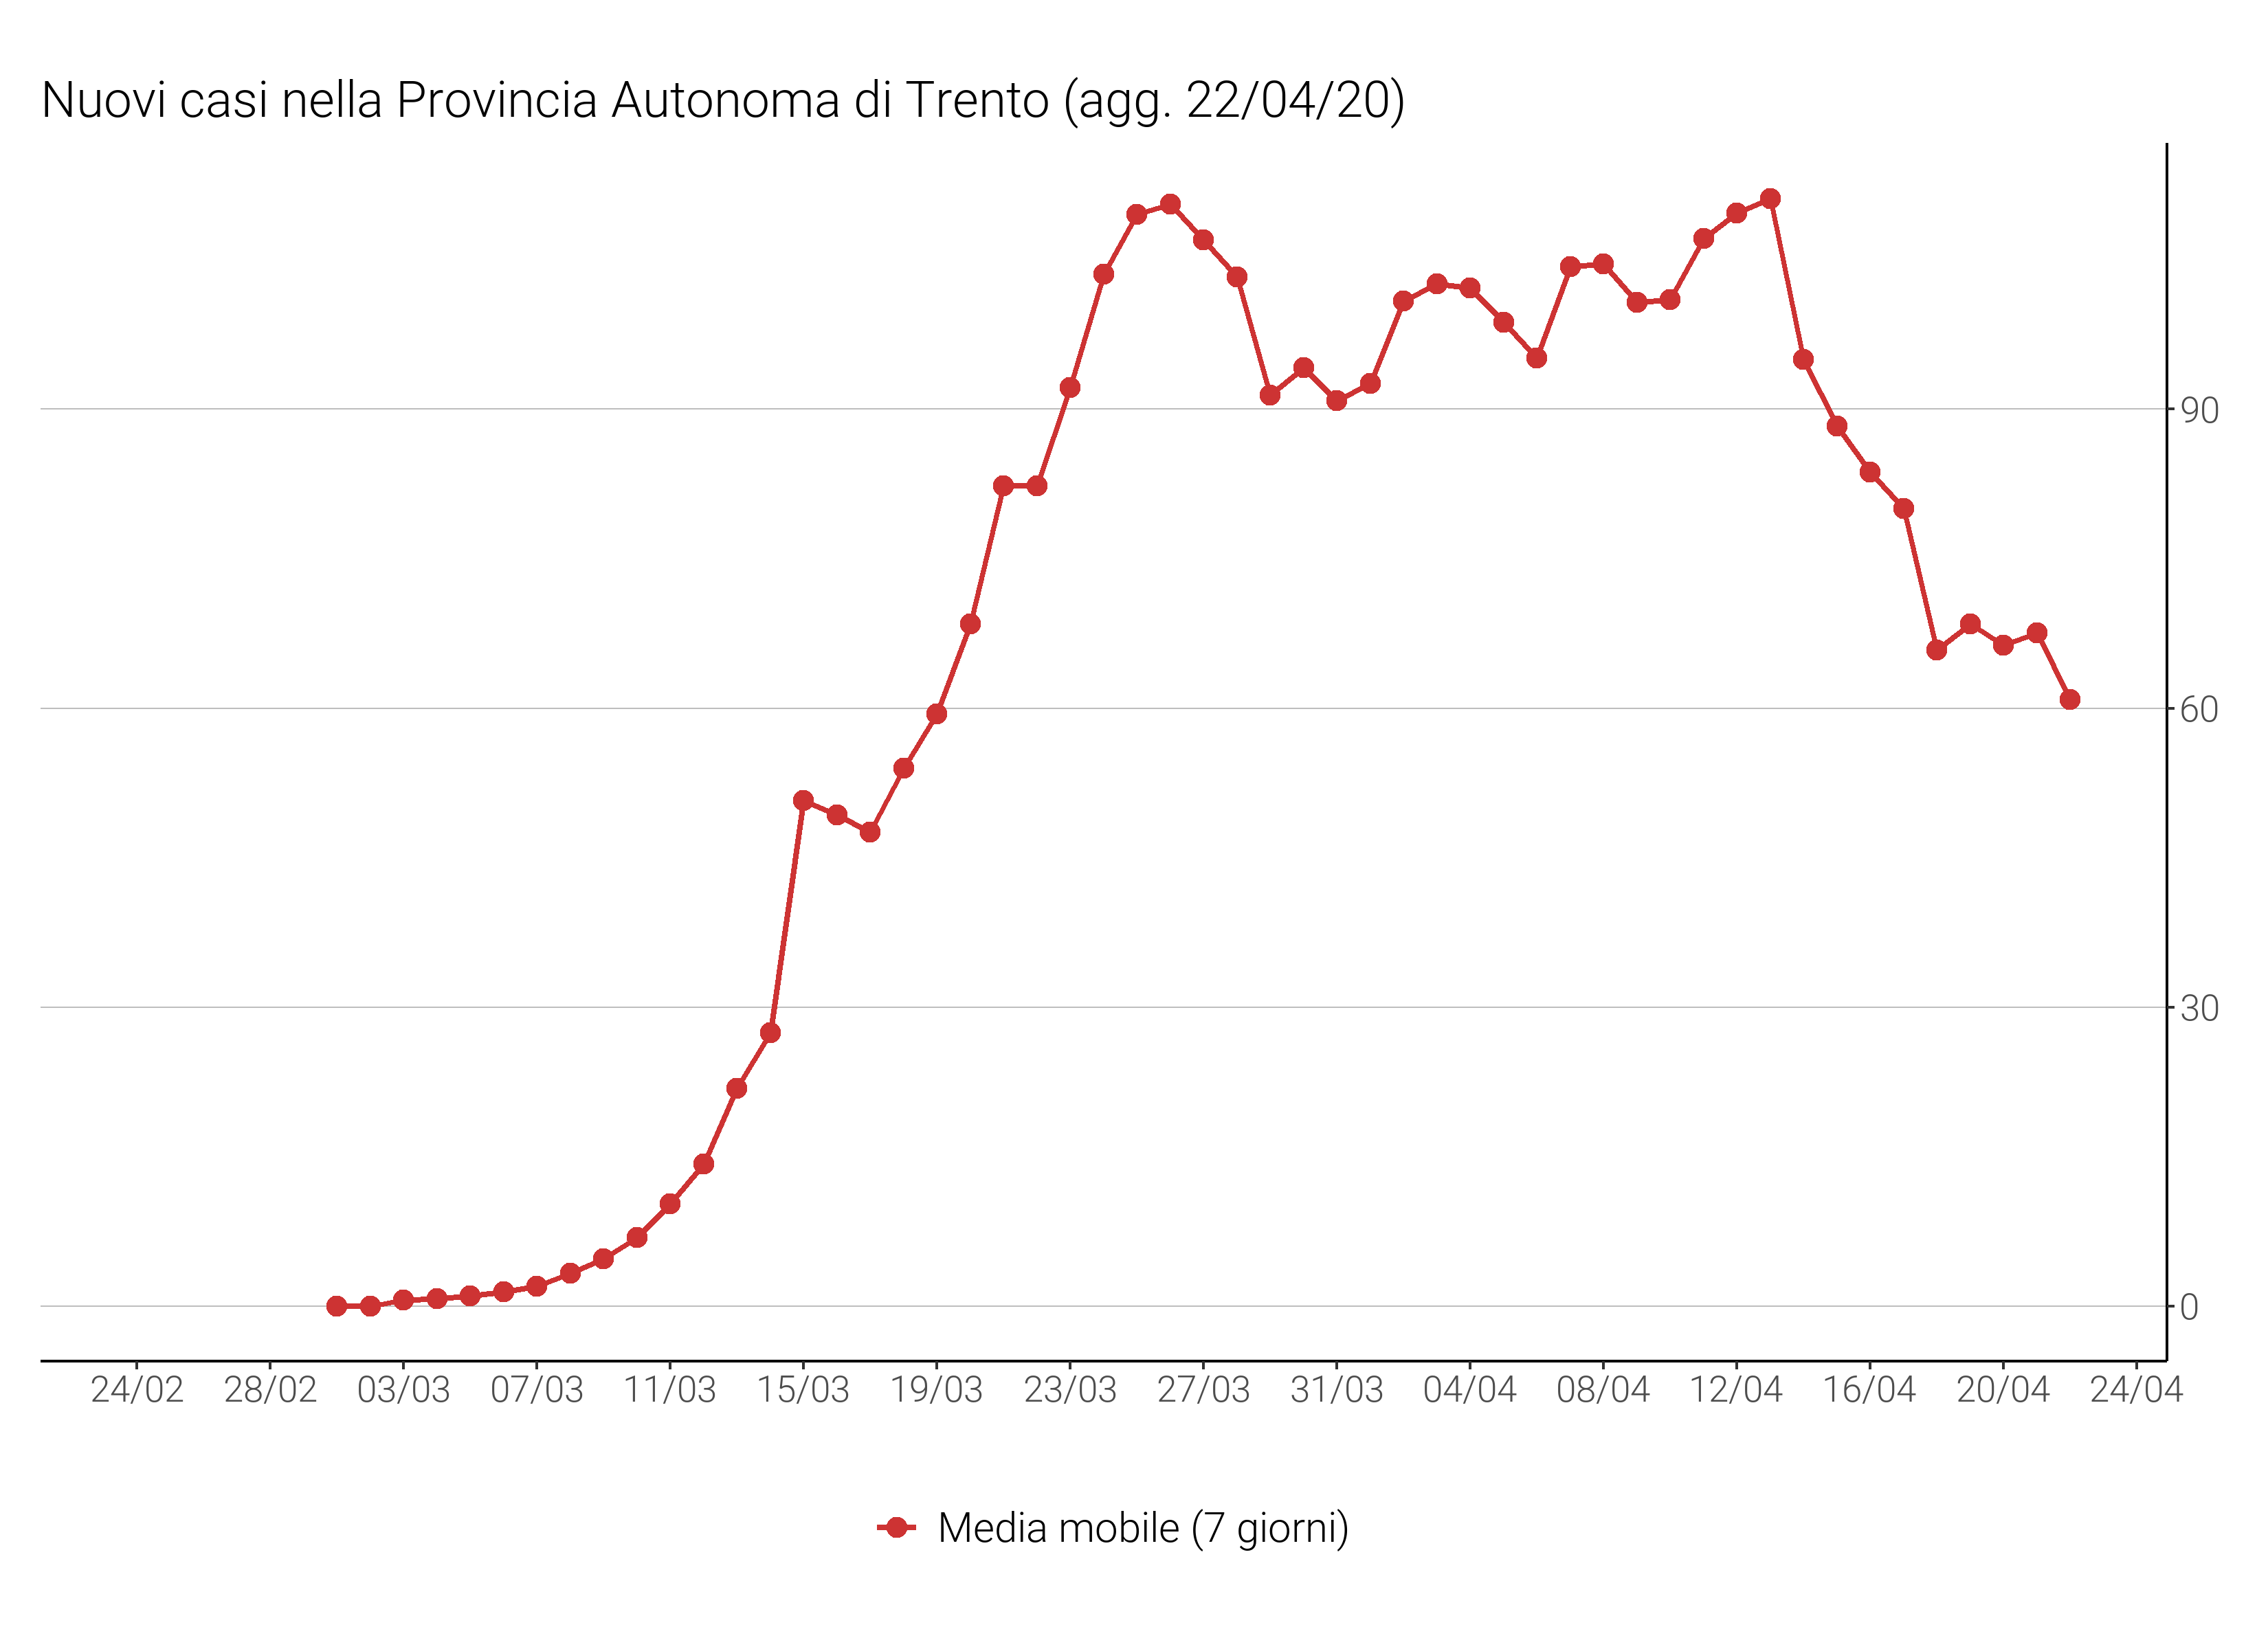 Nuovi casi nella Provincia Autonoma di Trento (agg. 22/04/20)
90
60
30
0
24/02 28/02 03/03 07/03 11/03 15/03 19/03 23/03 27/03 31/03 04/04 08/04 12/04 16/04 20/04 24/04
Media mobile (7 giorni)